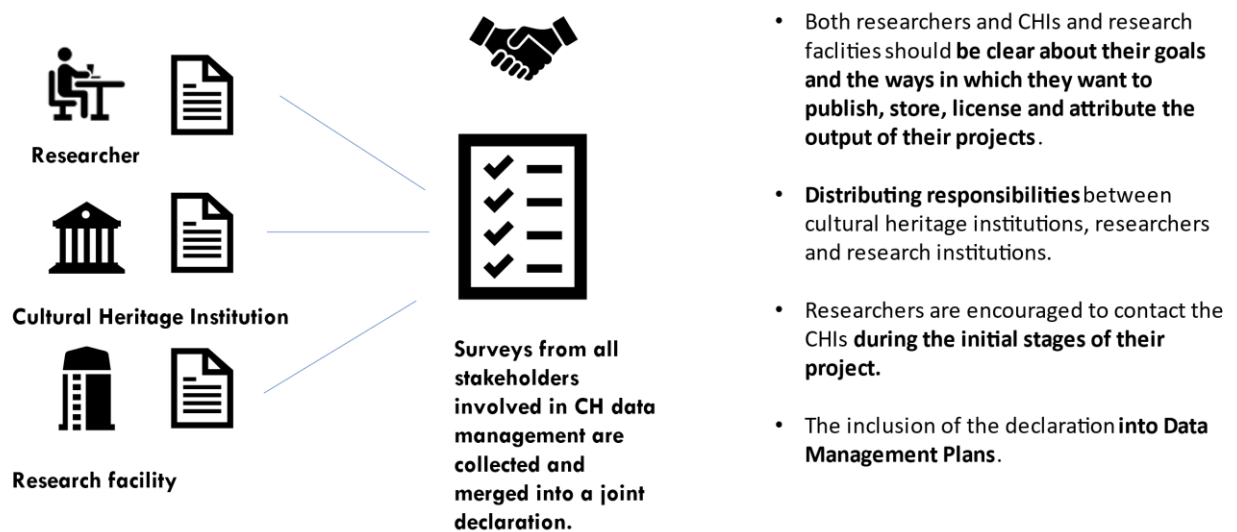 Researcher
Cultural Heritage Institution
Research facility
Surveys from all
stakeholders
involved in CH data
management are
collected and
merged into a joint
declaration.
• Both researchers and CHIs and research
facilities should be clear about their goals
and the ways in which they want to
publish, store, license and attribute the
output of their projects.
• Distributing responsibilities between
cultural heritage institutions, researchers
and research institutions.
• Researchers are encouraged to contact the
CHIs during the initial stages of their
project.
• The inclusion of the declaration into Data
Management Plans.